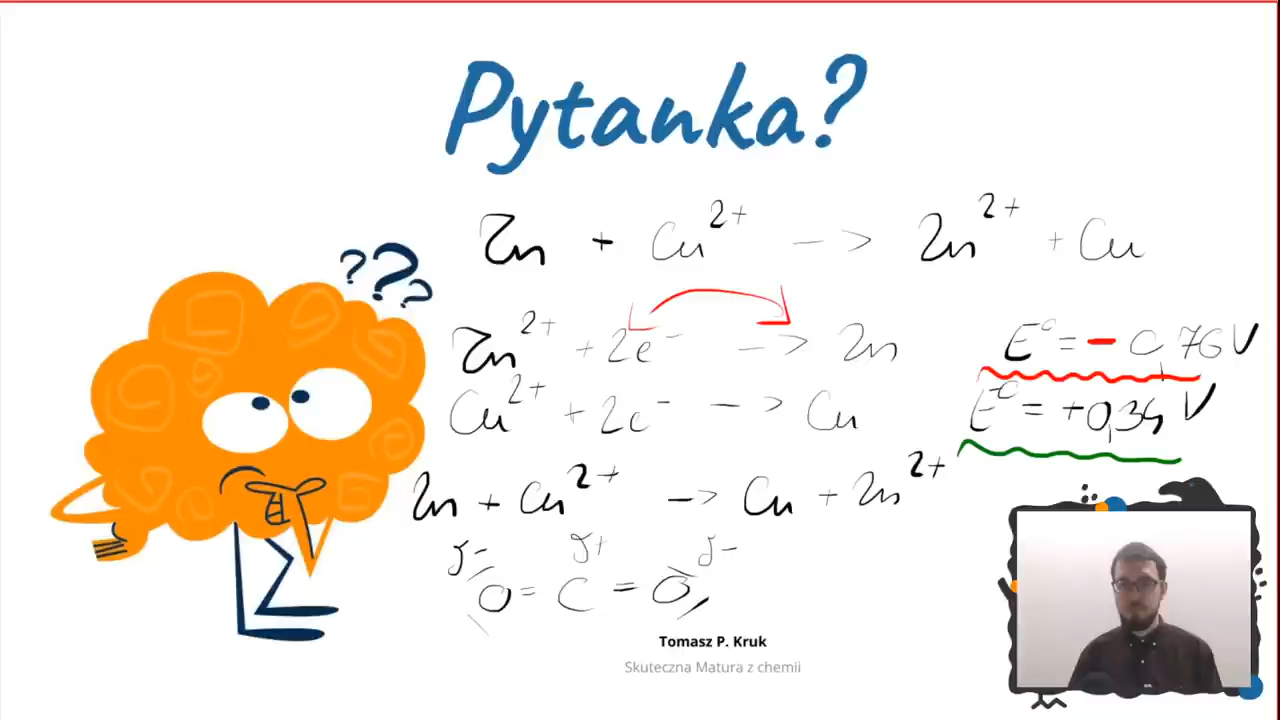 Pytanka?
???
Zn + Cu²⁺ -> Zn²⁺ + Cu
Zn²⁺ + 2e⁻ -> Zn E° = - 0,76 V
Cu²⁺ + 2e⁻ -> Cu E° = +0,34 V
Zn + Cu²⁺ -> Cu + Zn²⁺
δ- δ+ δ-
O = C = O
Tomasz P. Kruk
Skuteczna Matura z chemii